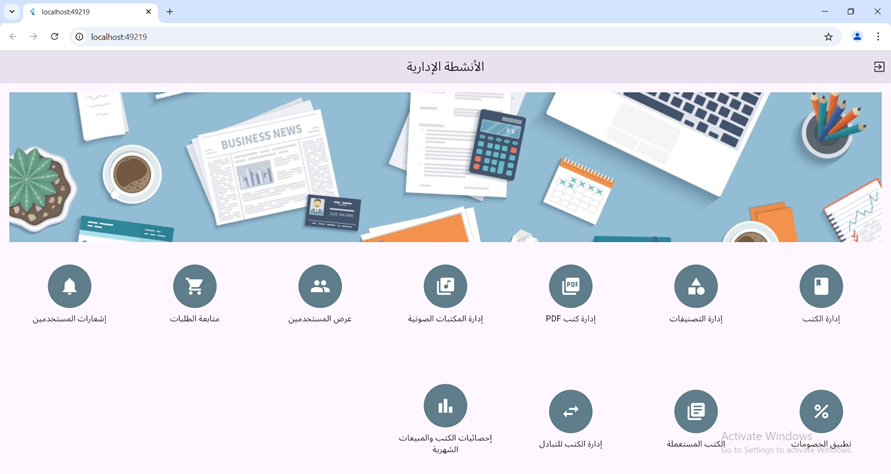 localhost:49219
localhost:49219
الأنشطة الإدارية
BUSINESS NEWS
إدارة الكتب
إدارة التصنيفات
PDF
إدارة كتب PDF
إدارة المكتبات الصوتية
عرض المستخدمين
متابعة الطلبات
إشعارات المستخدمين
تطبيق الخصومات
الكتب المستعملة
إدارة الكتب للتبادل
إحصائيات الكتب والمبيعات
الشهرية
Activate Windows
Go to Settings to activate Windows.